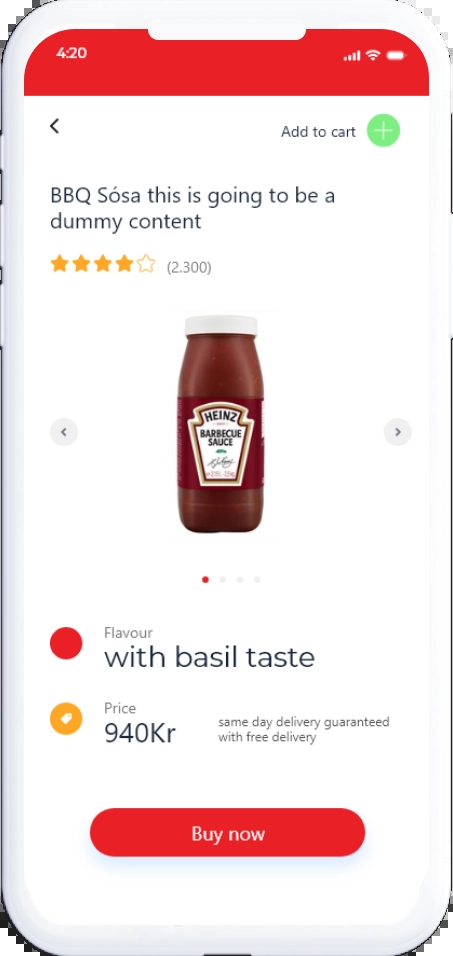 4:20
Add to cart
BBQ Sósa this is going to be a
dummy content
(2.300)
HEINZ
BARBECUE
SAUCE
Flavour
with basil taste
Price
940Kr
same day delivery guaranteed
with free delivery
Buy now